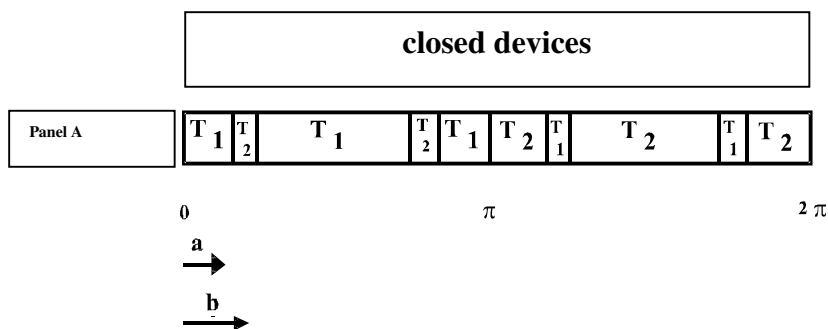 closed devices
Panel A
T 1 T 2 T 1 T 2 T 1 T 2 T 1 T 2 T 1 T 2
0 π 2 π
a
b